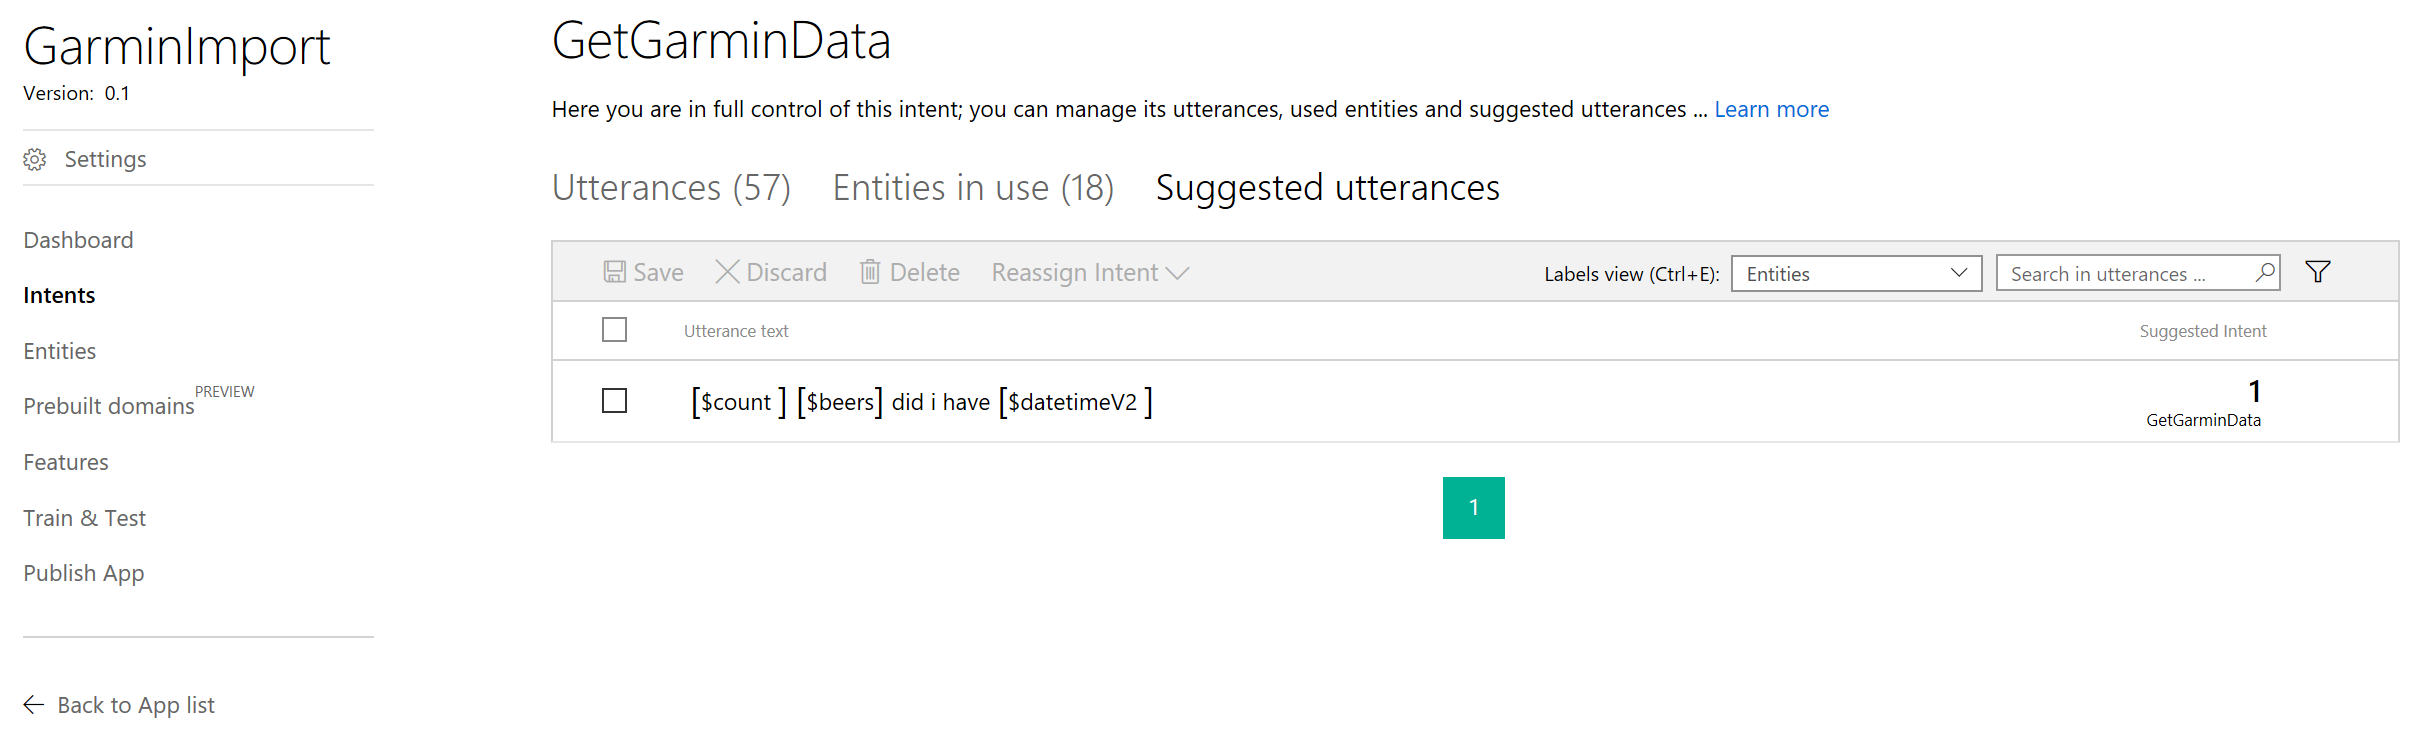 GarminImport
Version: 0.1
Settings
Dashboard
Intents
Entities
Prebuilt domains PREVIEW
Features
Train & Test
Publish App
Back to App list
GetGarminData
Here you are in full control of this intent; you can manage its utterances, used entities and suggested utterances ... Learn more
Utterances (57) Entities in use (18) Suggested utterances
Save Discard Delete Reassign Intent Labels view (Ctrl+E): Entities Search in utterances ...
Utterance text Suggested Intent
[$count ] [$beers] did i have [$datetimeV2 ] 1
GetGarminData
1